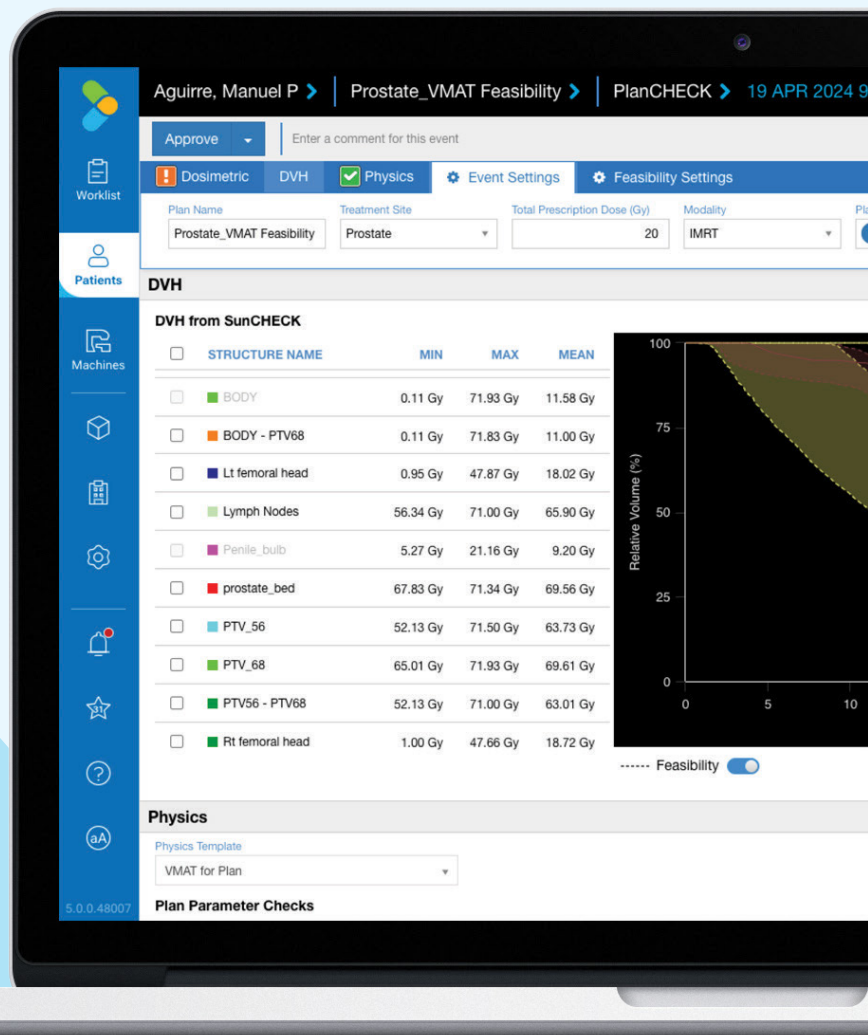 Aguirre, Manuel P
Prostate_VMAT Feasibility
PlanCHECK
19 APR 2024 9
Approve
Enter a comment for this event
Dosimetric
DVH
Physics
Event Settings
Feasibility Settings
Plan Name
Treatment Site
Total Prescription Dose (Gy)
Modality
Pla
Prostate_VMAT Feasibility
Prostate
20
IMRT
Worklist
Patients
Machines
31
?
aA
5.0.0.48007
DVH
DVH from SunCHECK
STRUCTURE NAME MIN MAX MEAN
BODY 0.11 Gy 71.93 Gy 11.58 Gy
BODY - PTV68 0.11 Gy 71.83 Gy 11.00 Gy
Lt femoral head 0.95 Gy 47.87 Gy 18.02 Gy
Lymph Nodes 56.34 Gy 71.00 Gy 65.90 Gy
Penile_bulb 5.27 Gy 21.16 Gy 9.20 Gy
prostate_bed 67.83 Gy 71.34 Gy 69.56 Gy
PTV_56 52.13 Gy 71.50 Gy 63.73 Gy
PTV_68 65.01 Gy 71.93 Gy 69.61 Gy
PTV56 - PTV68 52.13 Gy 71.00 Gy 63.01 Gy
Rt femoral head 1.00 Gy 47.66 Gy 18.72 Gy
Relative Volume (%)
100
75
50
25
0
0 5 10
Feasibility
Physics
Physics Template
VMAT for Plan
Plan Parameter Checks